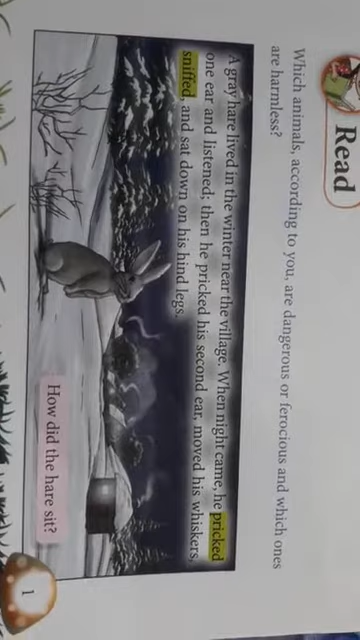 Read
Which animals, according to you, are dangerous or ferocious and which ones
are harmless?
A gray hare lived in the winter near the village. When night came, he pricked
one ear and listened; then he pricked his second ear, moved his whiskers,
sniffed, and sat down on his hind legs.
How did the hare sit?
1